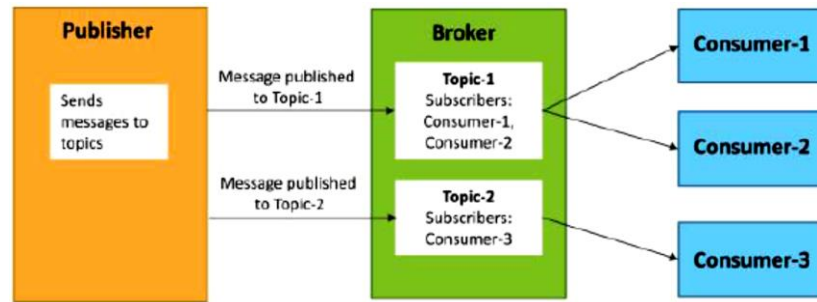 Publisher
Sends
messages to
topics
Message published
to Topic-1
Message published
to Topic-2
Broker
Topic-1
Subscribers:
Consumer-1,
Consumer-2
Topic-2
Subscribers:
Consumer-3
Consumer-1
Consumer-2
Consumer-3